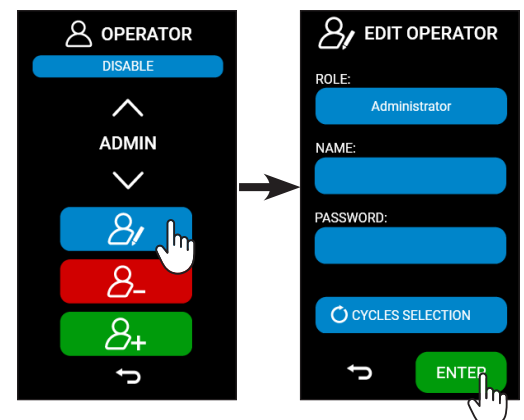 OPERATOR
DISABLE
ADMIN
EDIT OPERATOR
ROLE:
Administrator
NAME:
PASSWORD:
CYCLES SELECTION
ENTER